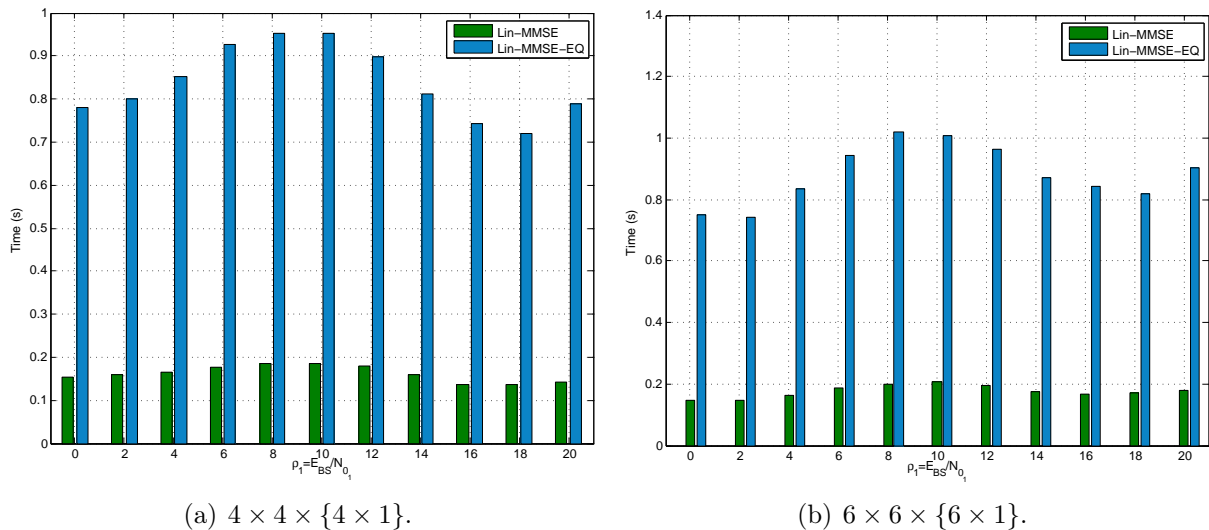 1
0.9
0.8
0.7
0.6
0.5
0.4
0.3
0.2
0.1
0
Time (s)
Lin−MMSE
Lin−MMSE−EQ
0 2 4 6 8 10 12 14 16 18 20
ρ₁=E_BS/N₀₁
(a) 4 × 4 × {4 × 1}.
1.4
1.2
1
0.8
0.6
0.4
0.2
0
Time (s)
Lin−MMSE
Lin−MMSE−EQ
0 2 4 6 8 10 12 14 16 18 20
ρ₁=E_BS/N₀₁
(b) 6 × 6 × {6 × 1}.